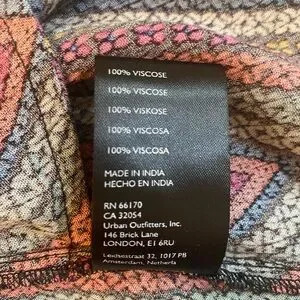 100% VISCOSE
100% VISCOSE
100% VISKOSE
100% VISCOSA
100% VISCOSA
MADE IN INDIA
HECHO EN INDIA
RN 66170
CA 32054
Urban Outfitters, Inc.
146 Brick Lane
LONDON, E1 6RU
Leidsestraat 32, 1017 PB
Amsterdam, Netherla